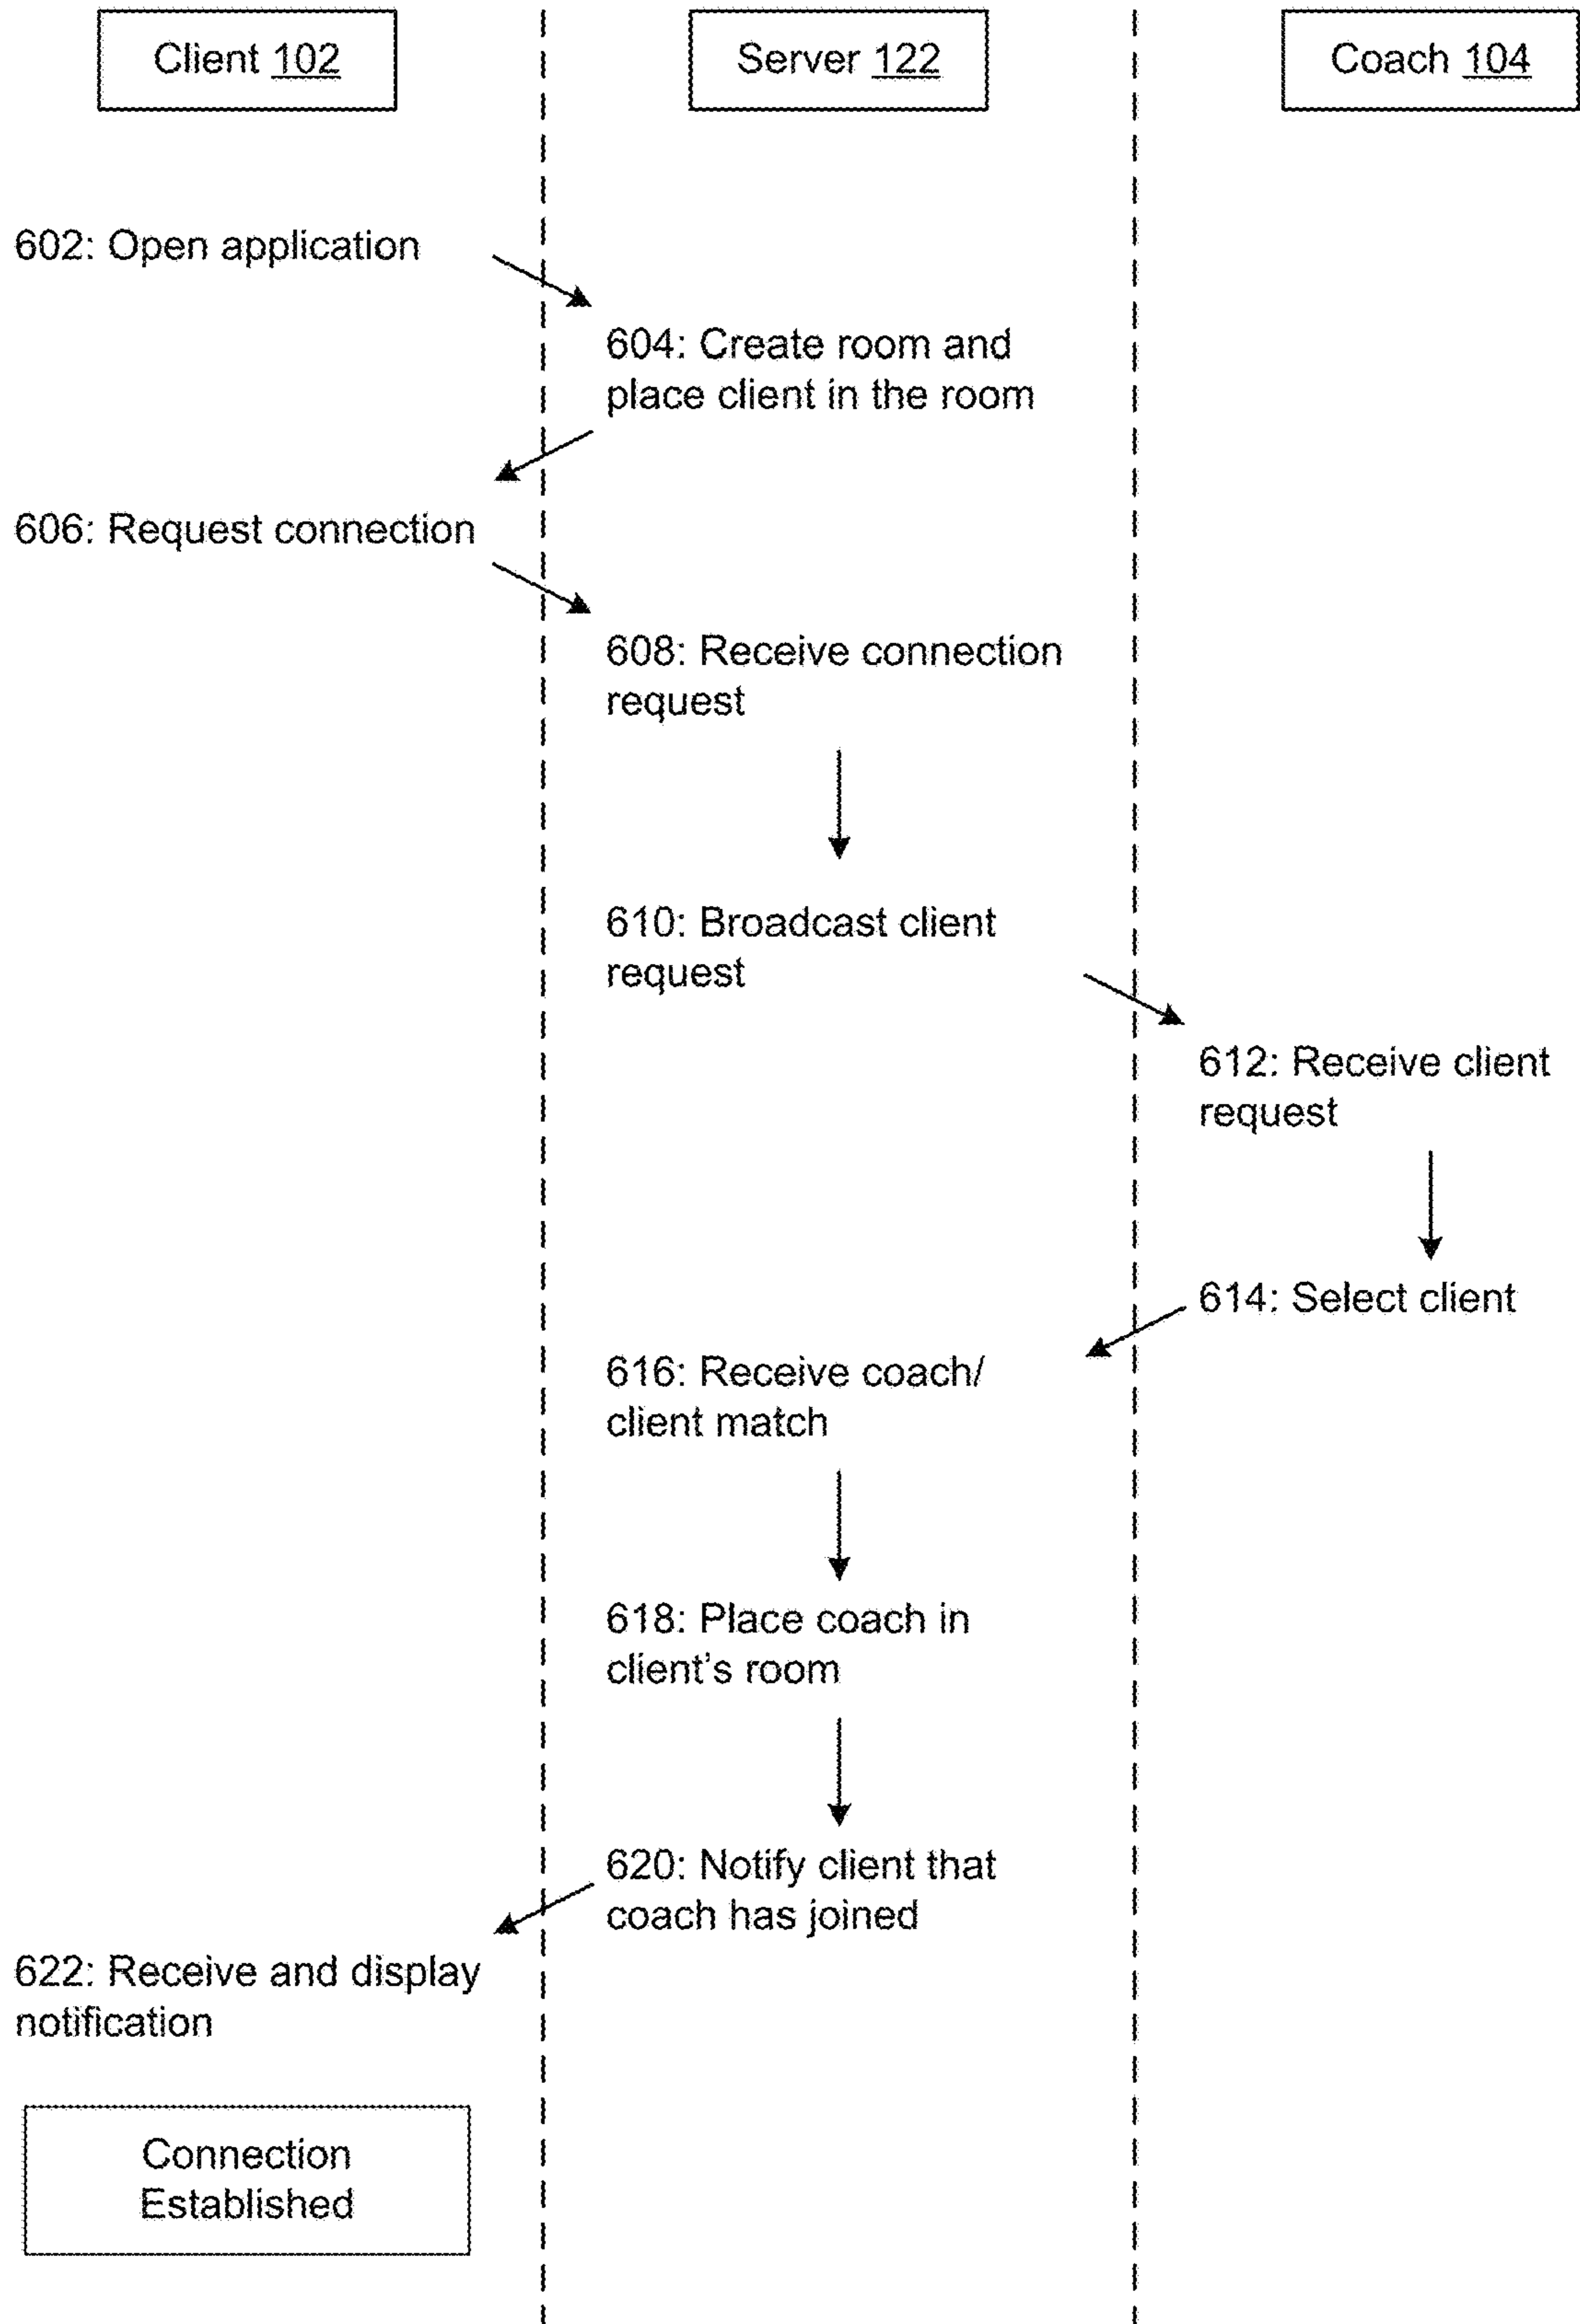 Client 102
Server 122
Coach 104
602: Open application
604: Create room and
place client in the room
606: Request connection
608: Receive connection
request
610: Broadcast client
request
612: Receive client
request
614: Select client
616: Receive coach/
client match
618: Place coach in
client's room
620: Notify client that
coach has joined
622: Receive and display
notification
Connection
Established